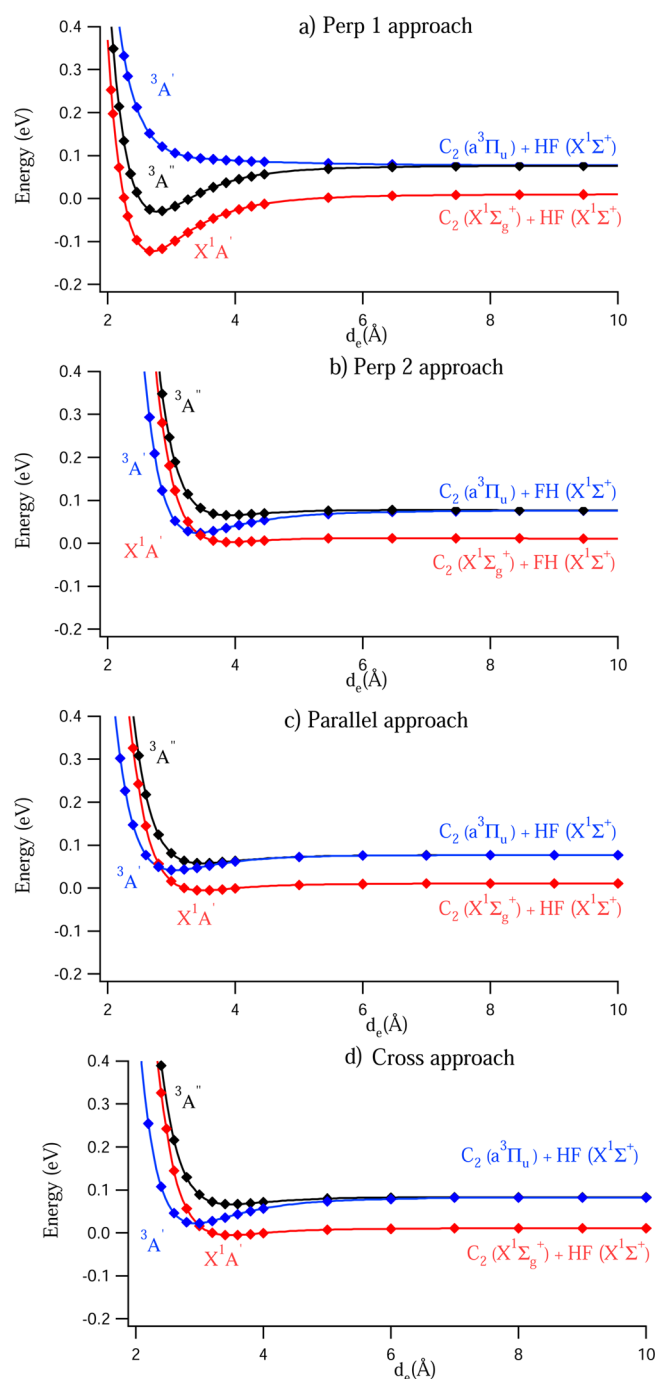 a) Perp 1 approach
Energy (eV)
0.4
0.3
0.2
0.1
0.0
-0.1
-0.2
³A'
³A"
X¹A'
C₂ (a³Πᵤ) + HF (X¹Σ⁺)
C₂ (X¹Σg⁺) + HF (X¹Σ⁺)
2 4 6 8 10
dₑ(Å)
b) Perp 2 approach
Energy (eV)
0.4
0.3
0.2
0.1
0.0
-0.1
-0.2
³A"
³A'
X¹A'
C₂ (a³Πᵤ) + FH (X¹Σ⁺)
C₂ (X¹Σg⁺) + FH (X¹Σ⁺)
2 4 6 8 10
dₑ(Å)
c) Parallel approach
Energy (eV)
0.4
0.3
0.2
0.1
0.0
-0.1
-0.2
³A"
³A'
X¹A'
C₂ (a³Πᵤ) + HF (X¹Σ⁺)
C₂ (X¹Σg⁺) + HF (X¹Σ⁺)
2 4 6 8 10
dₑ(Å)
d) Cross approach
Energy (eV)
0.4
0.3
0.2
0.1
0.0
-0.1
-0.2
³A"
³A'
X¹A'
C₂ (a³Πᵤ) + HF (X¹Σ⁺)
C₂ (X¹Σg⁺) + HF (X¹Σ⁺)
2 4 6 8 10
dₑ(Å)